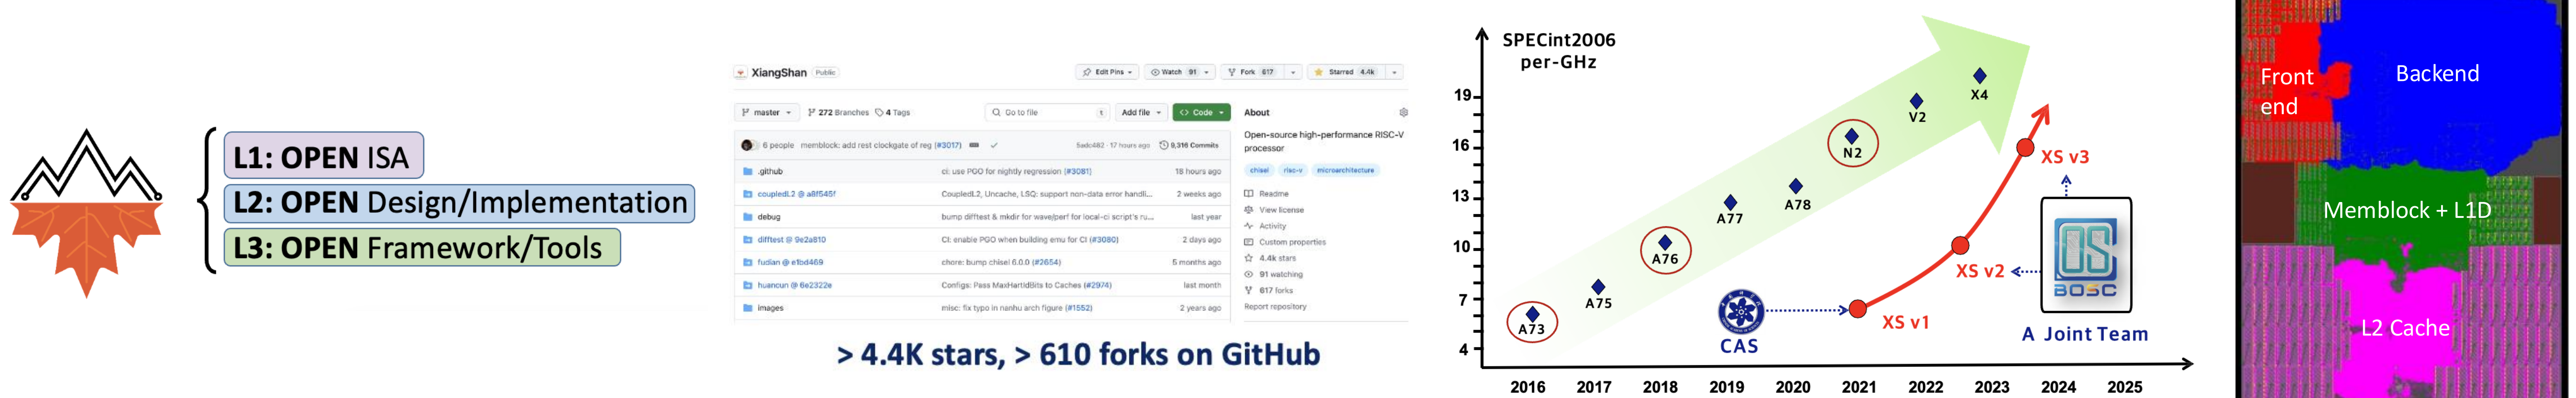 L1: OPEN ISA
L2: OPEN Design/Implementation
L3: OPEN Framework/Tools
XiangShan Public
Edit Pins Watch 91 Fork 617 Starred 4.4k
master 272 Branches 4 Tags Go to file t Add file Code
6 people memblock: add rest clockgate of reg (#3017) 5adc482 · 17 hours ago 9,316 Commits
.github ci: use PGO for nightly regression (#3081) 18 hours ago
coupledL2 @ a8f545f CoupledL2, Uncache, LSQ: support non-data error handli... 2 weeks ago
debug bump difftest & mkdir for wave/perf for local-ci script's ru... last year
difftest @ 9e2a810 CI: enable PGO when building emu for CI (#3080) 2 days ago
fudian @ e1bd469 chore: bump chisel 6.0.0 (#2654) 5 months ago
huancun @ 6e2322e Configs: Pass MaxHartIdBits to Caches (#2974) last month
images misc: fix typo in nanhu arch figure (#1552) 2 years ago
About
Open-source high-performance RISC-V
processor
chisel risc-v microarchitecture
Readme
View license
Activity
Custom properties
4.4k stars
91 watching
617 forks
Report repository
> 4.4K stars, > 610 forks on GitHub
SPECint2006
per-GHz
19
16
13
10
7
4
A73
A75
A76
A77
A78
N2
V2
X4
XS v1
XS v2
XS v3
CAS
BOSC
A Joint Team
2016 2017 2018 2019 2020 2021 2022 2023 2024 2025
Front
end
Backend
Memblock + L1D
L2 Cache